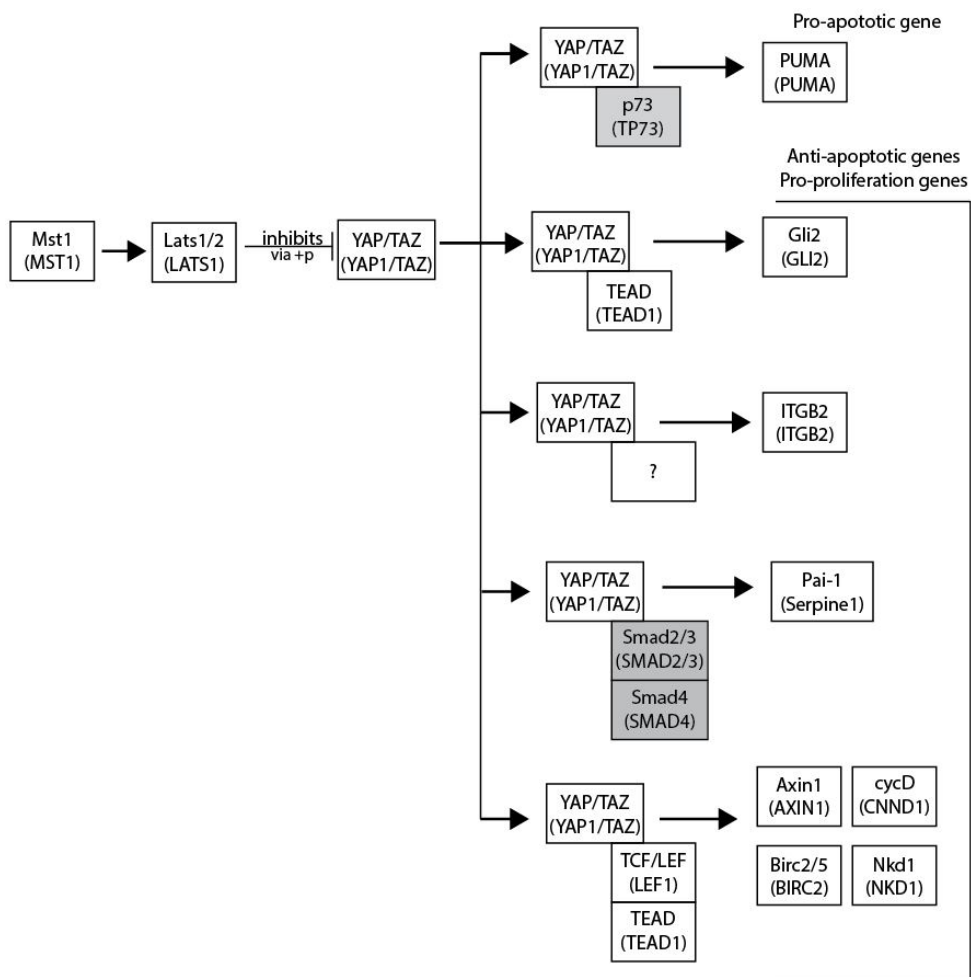 Pro-apototic gene
YAP/TAZ
(YAP1/TAZ)
p73
(TP73)
PUMA
(PUMA)
Anti-apoptotic genes
Pro-proliferation genes
Mst1
(MST1)
Lats1/2
(LATS1)
inhibits
via +p
YAP/TAZ
(YAP1/TAZ)
YAP/TAZ
(YAP1/TAZ)
TEAD
(TEAD1)
Gli2
(GLI2)
YAP/TAZ
(YAP1/TAZ)
?
ITGB2
(ITGB2)
YAP/TAZ
(YAP1/TAZ)
Smad2/3
(SMAD2/3)
Smad4
(SMAD4)
Pai-1
(Serpine1)
YAP/TAZ
(YAP1/TAZ)
TCF/LEF
(LEF1)
TEAD
(TEAD1)
Axin1
(AXIN1)
cycD
(CNND1)
Birc2/5
(BIRC2)
Nkd1
(NKD1)